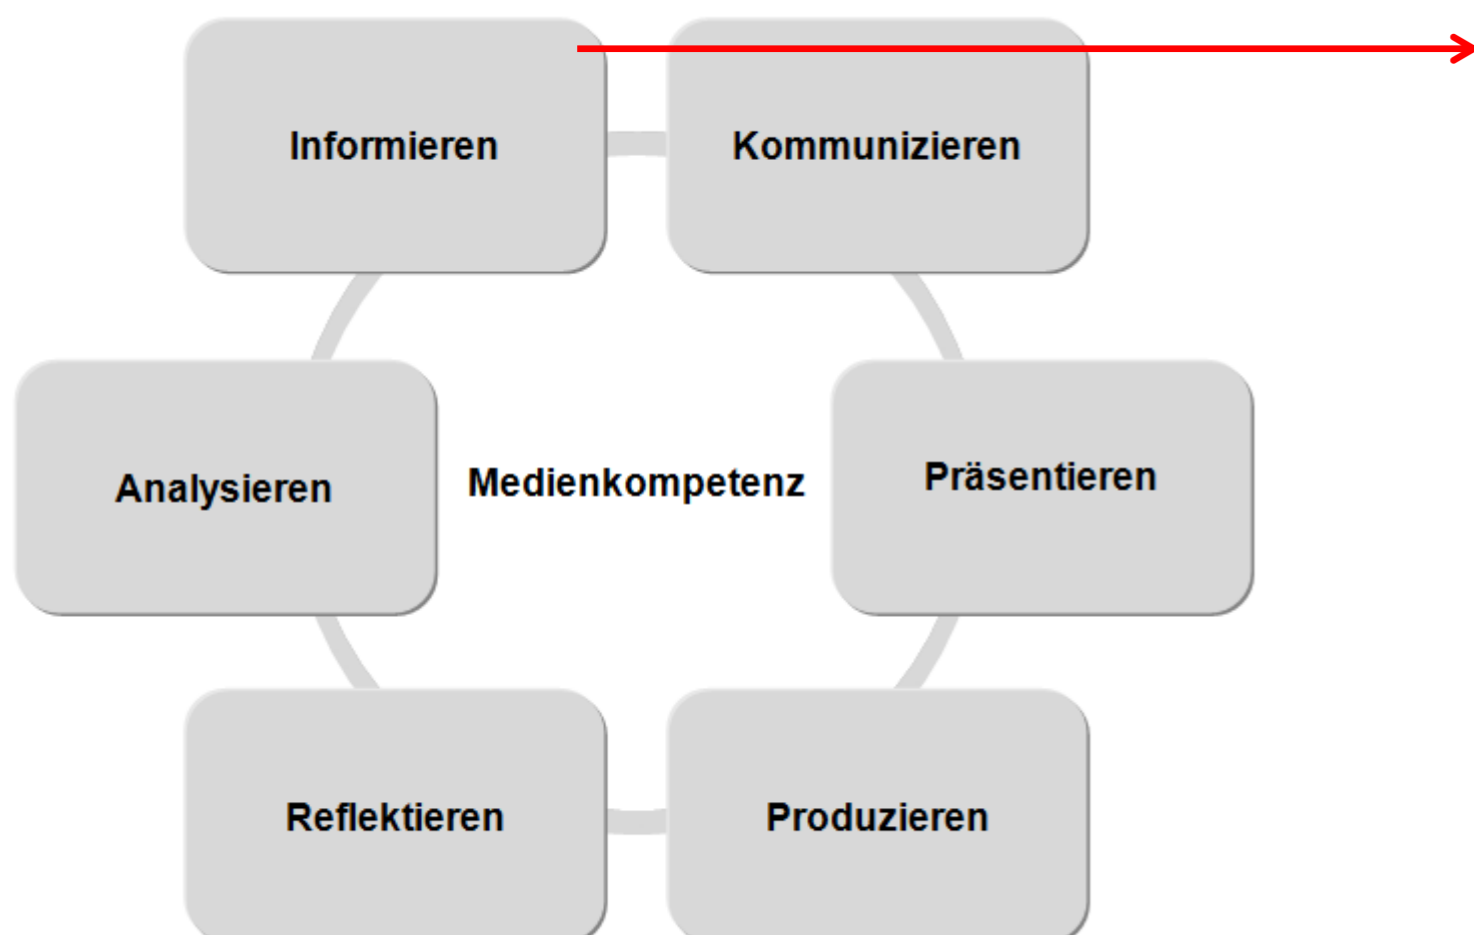 Informieren
Kommunizieren
Analysieren
Medienkompetenz
Präsentieren
Reflektieren
Produzieren